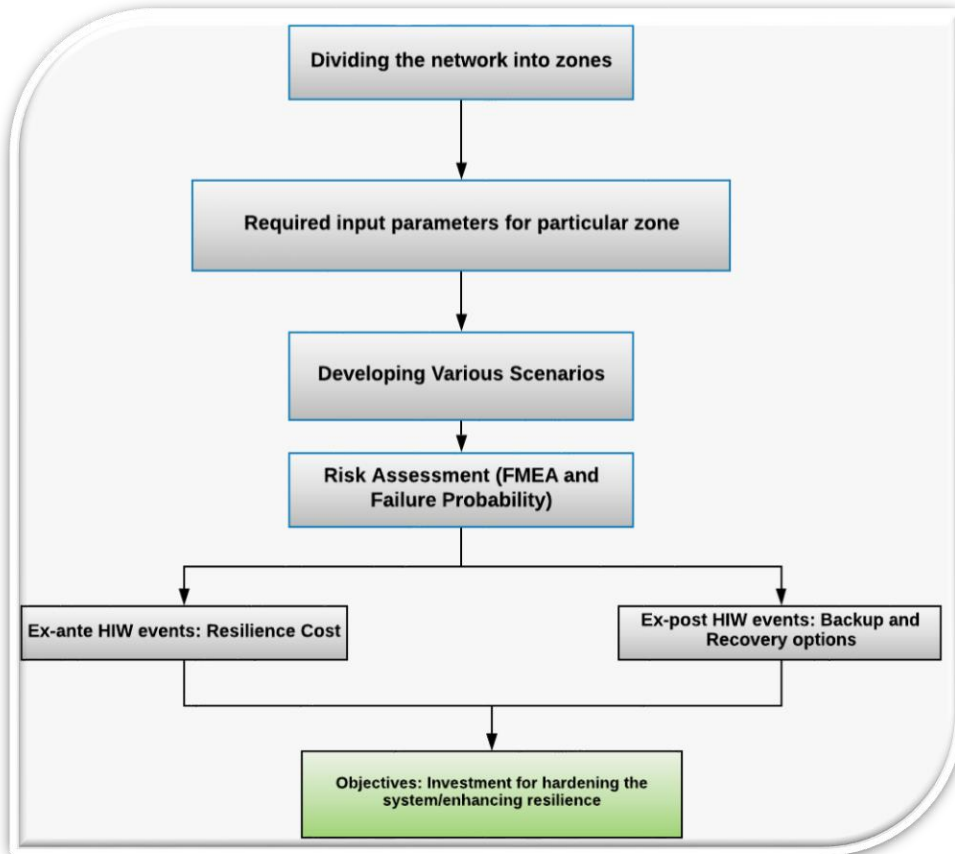 Dividing the network into zones
Required input parameters for particular zone
Developing Various Scenarios
Risk Assessment (FMEA and
Failure Probability)
Ex-ante HIW events: Resilience Cost
Ex-post HIW events: Backup and
Recovery options
Objectives: Investment for hardening the
system/enhancing resilience